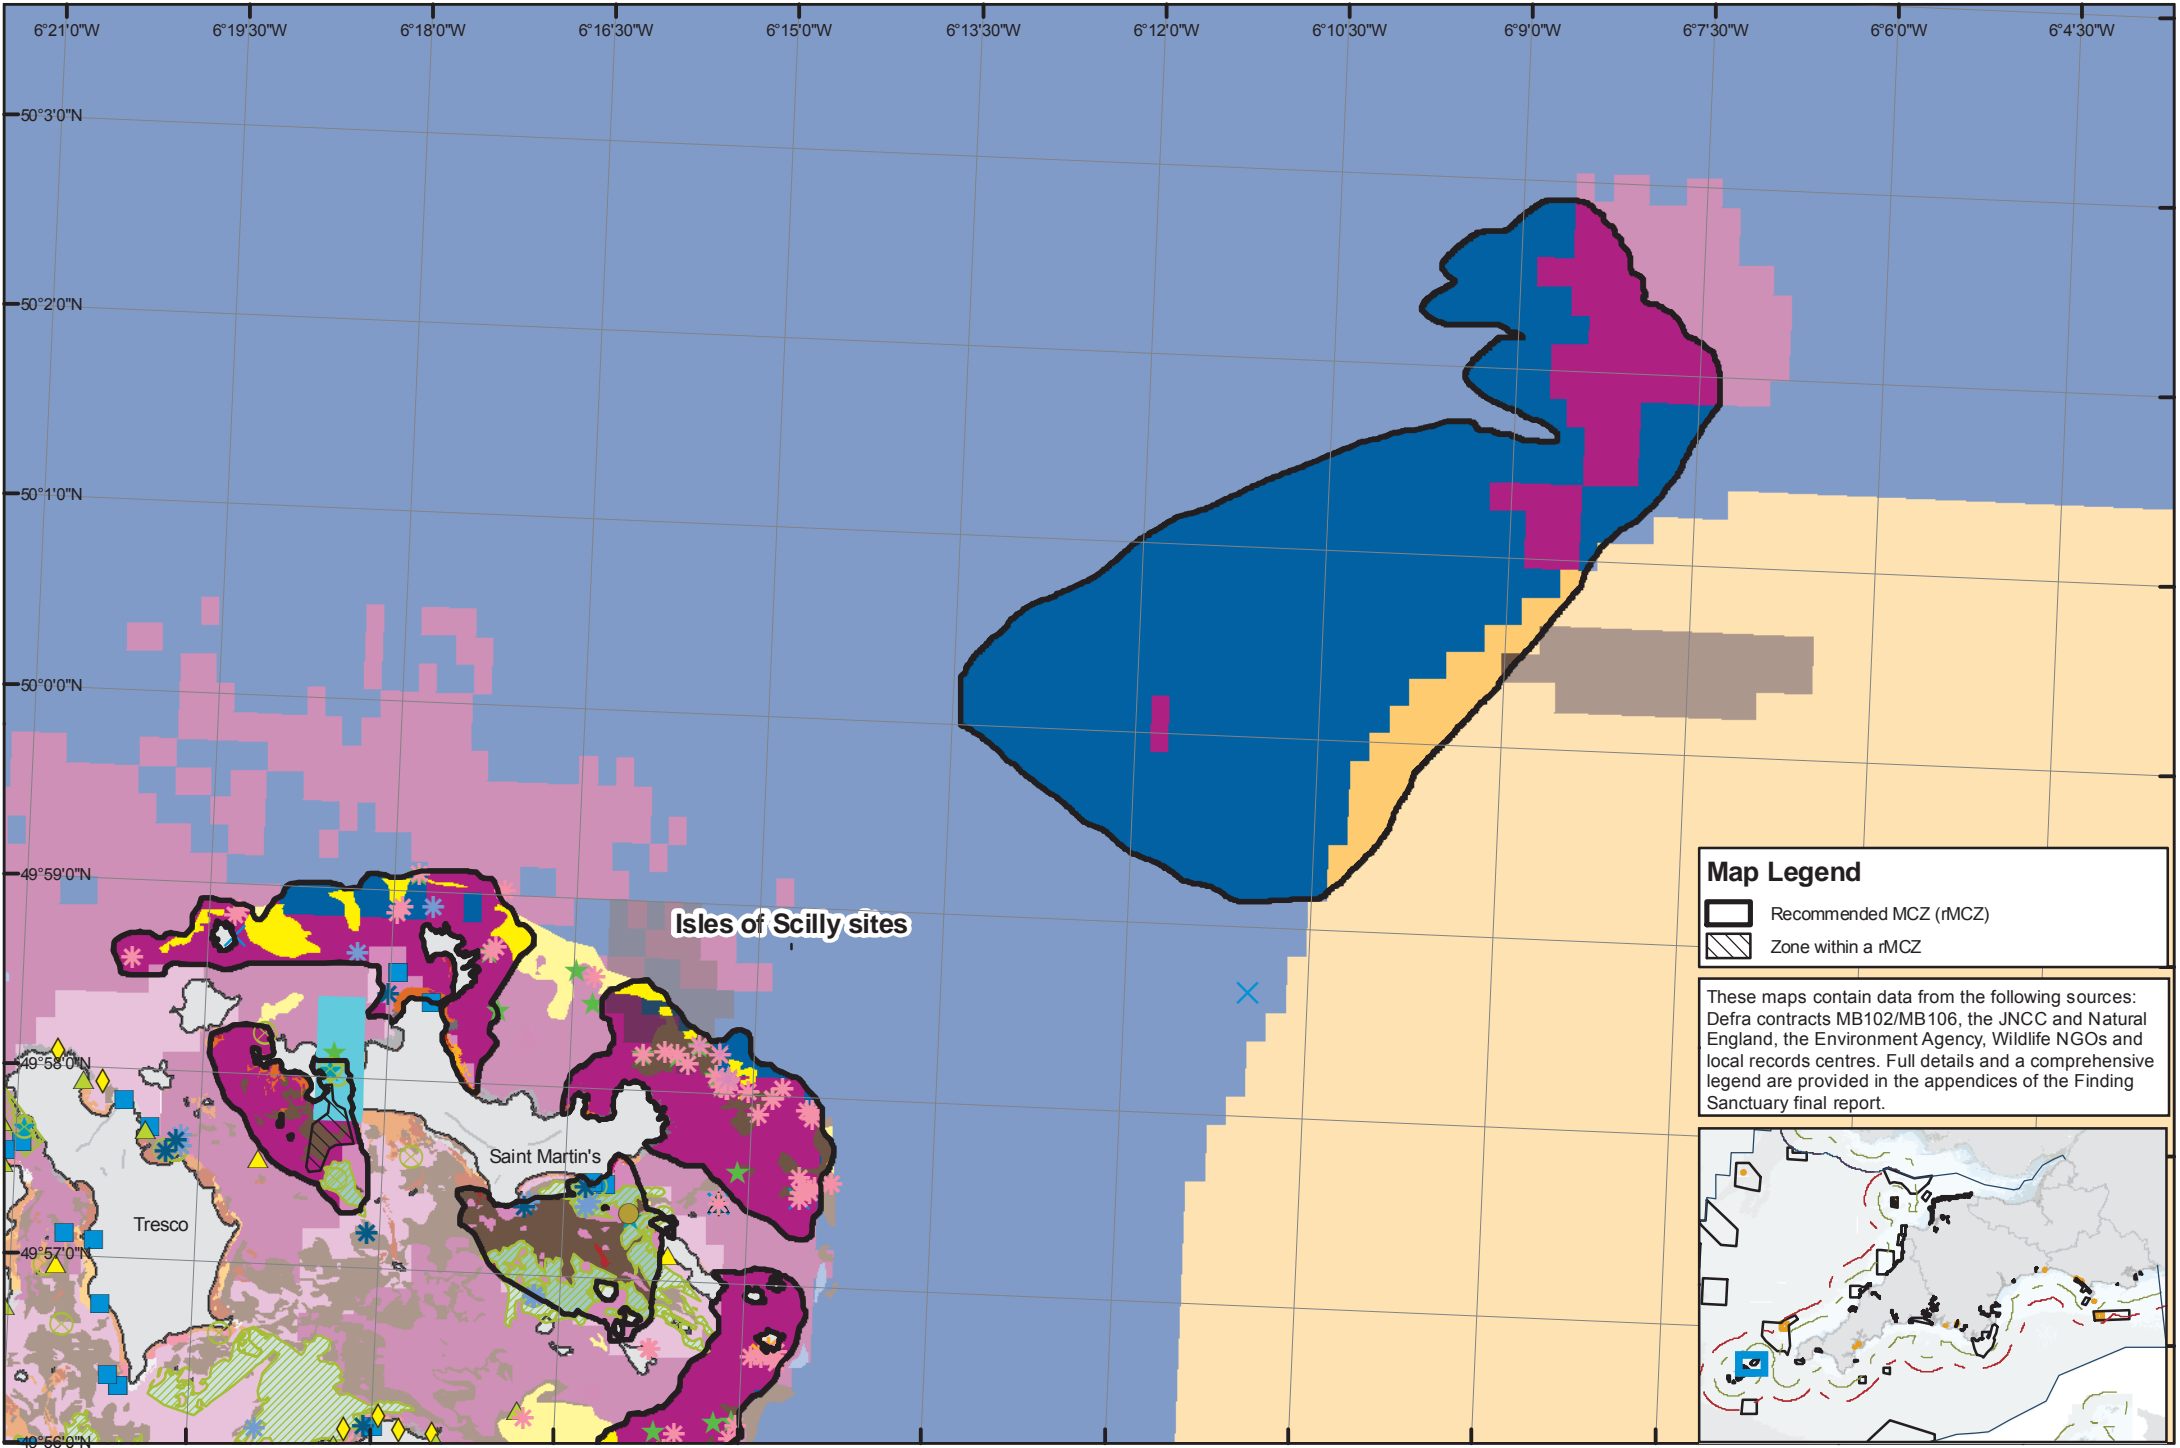 6°21'0"W 6°19'30"W 6°18'0"W 6°16'30"W 6°15'0"W 6°13'30"W 6°12'0"W 6°10'30"W 6°9'0"W 6°7'30"W 6°6'0"W 6°4'30"W
50°3'0"N
50°2'0"N
50°1'0"N
50°0'0"N
49°59'0"N
49°58'0"N
49°57'0"N
49°56'0"N
Isles of Scilly sites
Saint Martin's
Tresco
Map Legend
Recommended MCZ (rMCZ)
Zone within a rMCZ
These maps contain data from the following sources:
Defra contracts MB102/MB106, the JNCC and Natural
England, the Environment Agency, Wildlife NGOs and
local records centres. Full details and a comprehensive
legend are provided in the appendices of the Finding
Sanctuary final report.